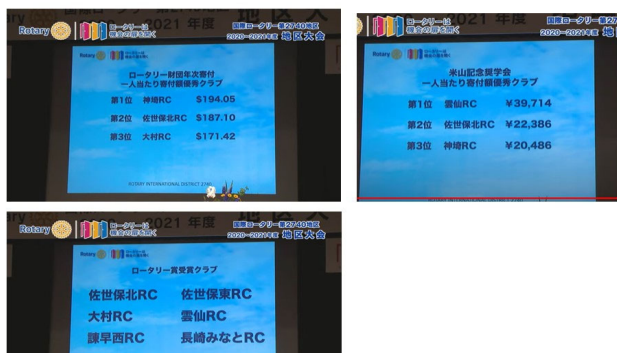 Rotary
ロータリーは
機会の扉を開く
2021 年度
国際ロータリー第2740地区
2020-2021年度 地区大会
Rotary
ロータリー財団年次寄付
一人当たり寄付額優秀クラブ
第1位 神埼RC $194.05
第2位 佐世保北RC $187.10
第3位 大村RC $171.42
ROTARY INTERNATIONAL DISTRICT 2740
ロータリーは
機会の扉を開く
2021 年度
国際ロータリー第27
2020-2021年度 地
Rotary
米山記念奨学会
一人当たり寄付額優秀クラブ
第1位 雲仙RC ¥39,714
第2位 佐世保北RC ¥22,386
第3位 神埼RC ¥20,486
Rotary
ロータリーは
機会の扉を開く
2021 年度
国際ロータリー第2740地区
2020-2021年度 地区大会
Rotary
ロータリー賞受賞クラブ
佐世保北RC 佐世保東RC
大村RC 雲仙RC
諫早西RC 長崎みなとRC